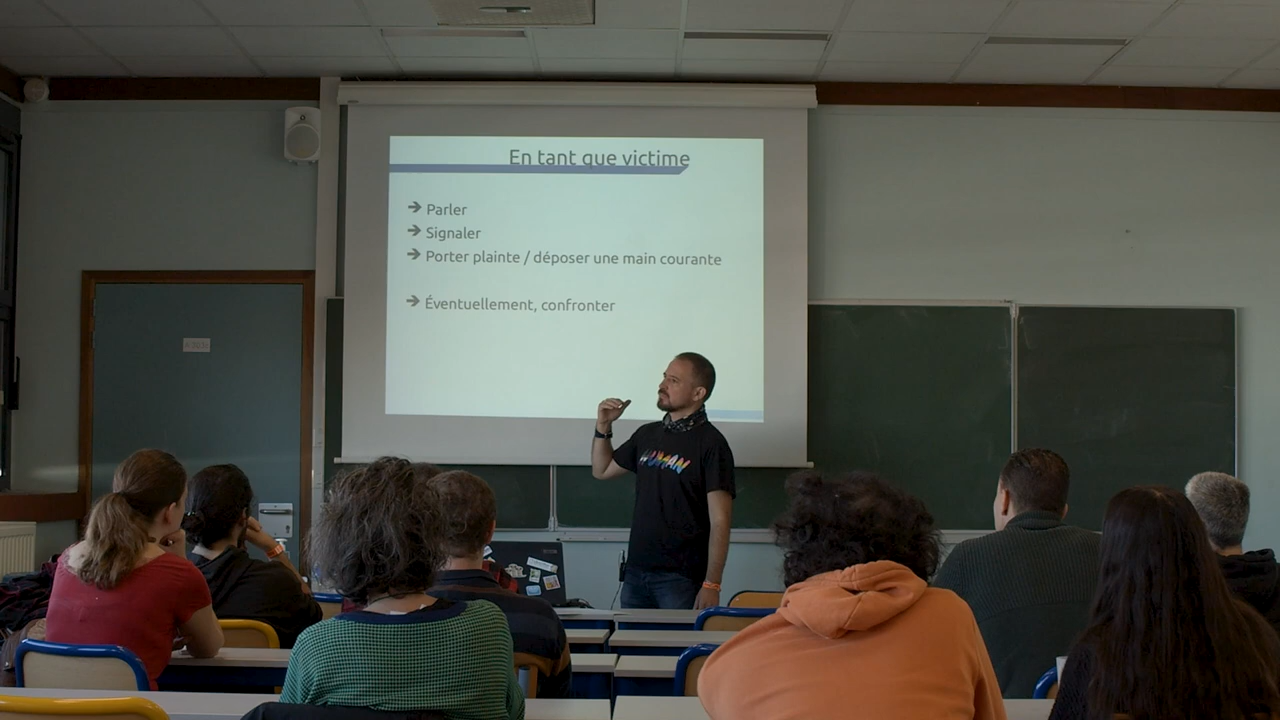 En tant que victime
➔ Parler
➔ Signaler
➔ Porter plainte / déposer une main courante
➔ Éventuellement, confronter
HUMAN